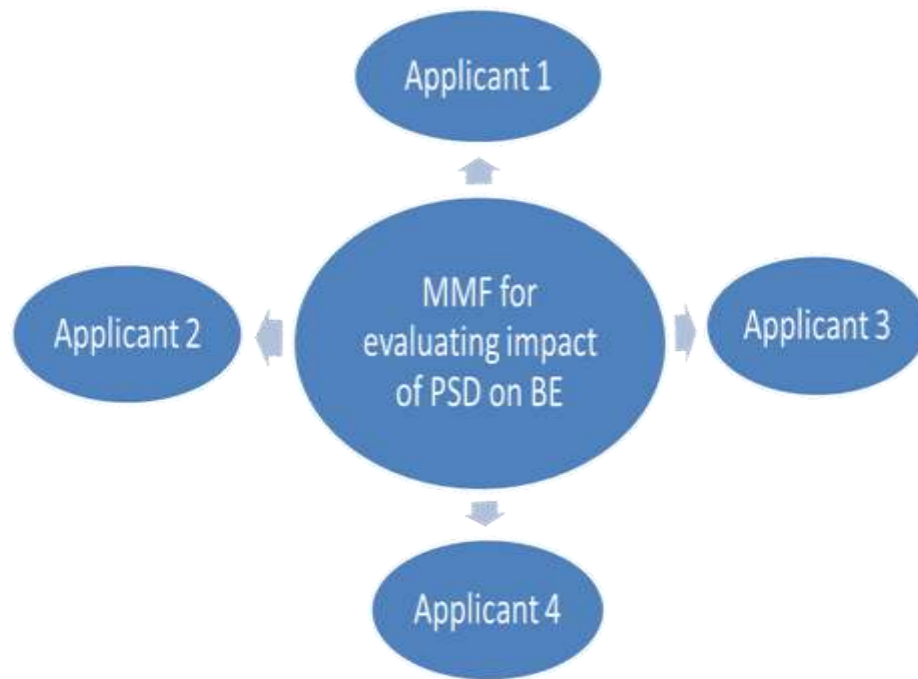 Applicant 1
MMF for
evaluating impact
of PSD on BE
Applicant 2
Applicant 3
Applicant 4